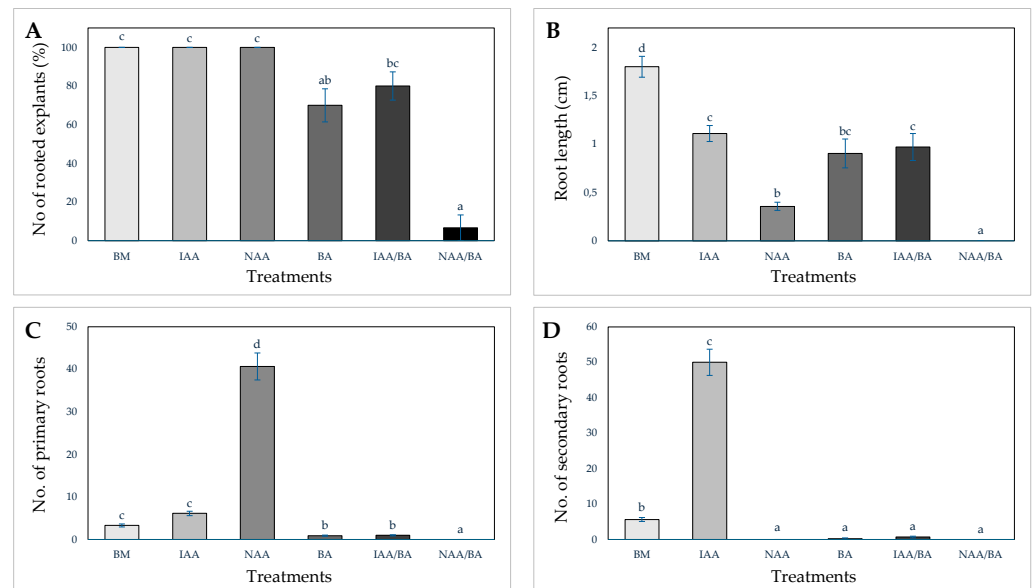 A
No of rooted explants (%)
100
80
60
40
20
0
c c c ab bc a
BM IAA NAA BA IAA/BA NAA/BA
Treatments
B
Root length (cm)
2
1,5
1
0,5
0
d c b bc c a
BM IAA NAA BA IAA/BA NAA/BA
Treatments
C
No. of primary roots
50
40
30
20
10
0
c c d b b a
BM IAA NAA BA IAA/BA NAA/BA
Treatments
D
No. of secondary roots
60
50
40
30
20
10
0
b c a a a a
BM IAA NAA BA IAA/BA NAA/BA
Treatments